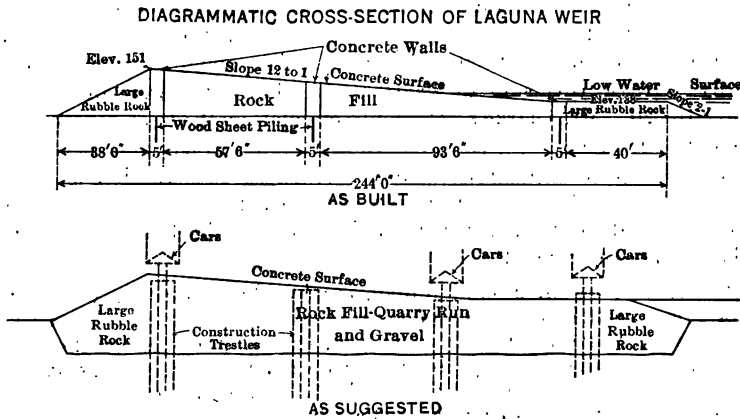 DIAGRAMMATIC CROSS-SECTION OF LAGUNA WEIR
Concrete Walls
Elev. 151
Slope 12 to 1
Concrete Surface
Low Water Surface
Large
Rubble Rock
Rock Fill
Elev. 138
Slope 2-1
Large Rubble Rock
Wood Sheet Piling
38'6" 5' 57'6" 5' 93'6" 5' 40'
244'0"
AS BUILT
Cars
Cars
Cars
Concrete Surface
Large
Rubble
Rock
Construction
Trestles
Rock Fill-Quarry Run
and Gravel
Large
Rubble
Rock
AS SUGGESTED